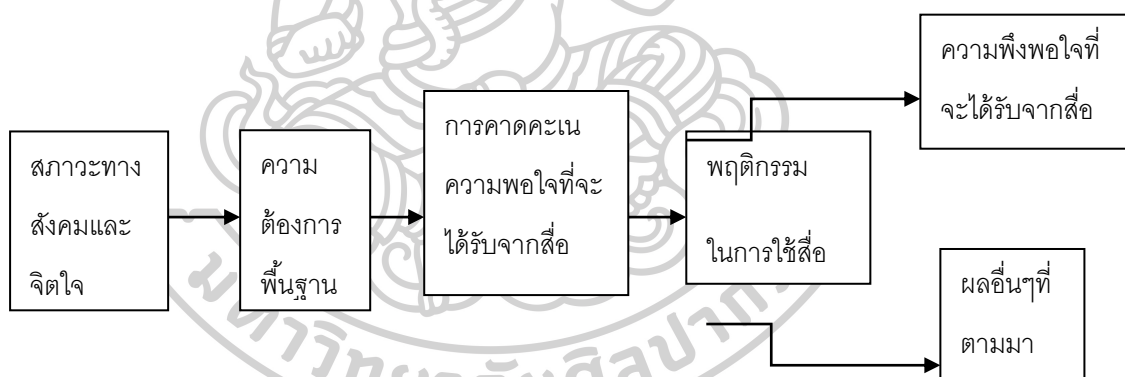 สภาวะทาง
สังคมและ
จิตใจ
ความ
ต้องการ
พื้นฐาน
การคาดคะเน
ความพอใจที่จะ
ได้รับจากสื่อ
พฤติกรรม
ในการใช้สื่อ
ความพึงพอใจที่
จะได้รับจากสื่อ
ผลอื่นๆที่
ตามมา